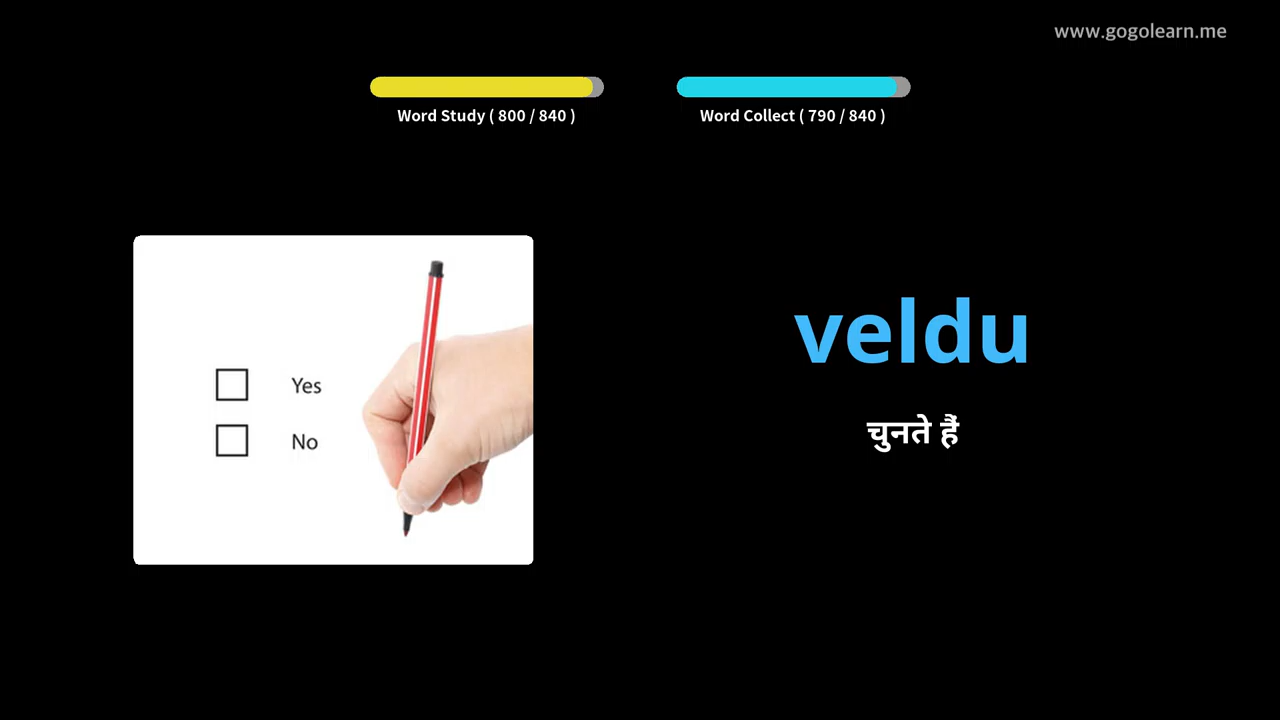 www.gogolearn.me
Word Study ( 800 / 840 )
Word Collect ( 790 / 840 )
Yes
No
veldu
चुनते हैं